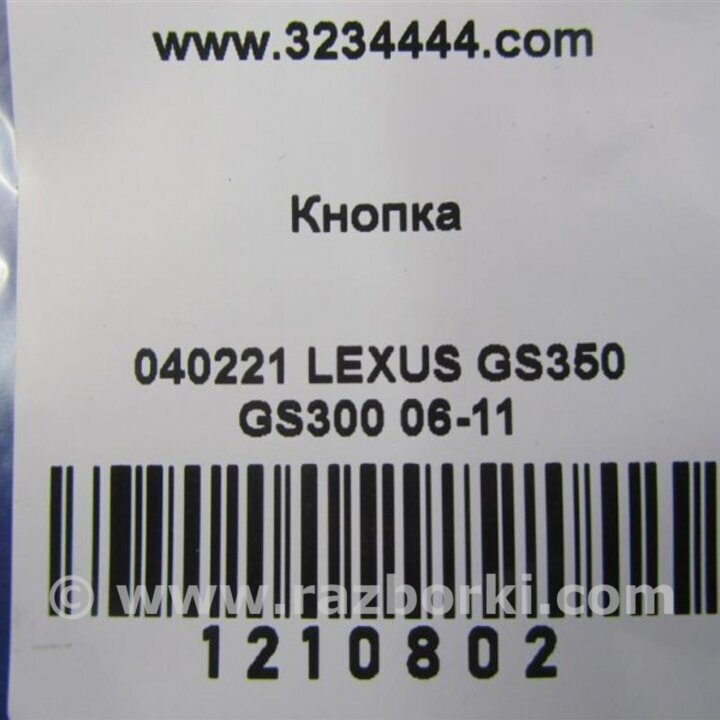 www.3234444.com
Кнопка
040221 LEXUS GS350
GS300 06-11
© www.razborki.com
1210802